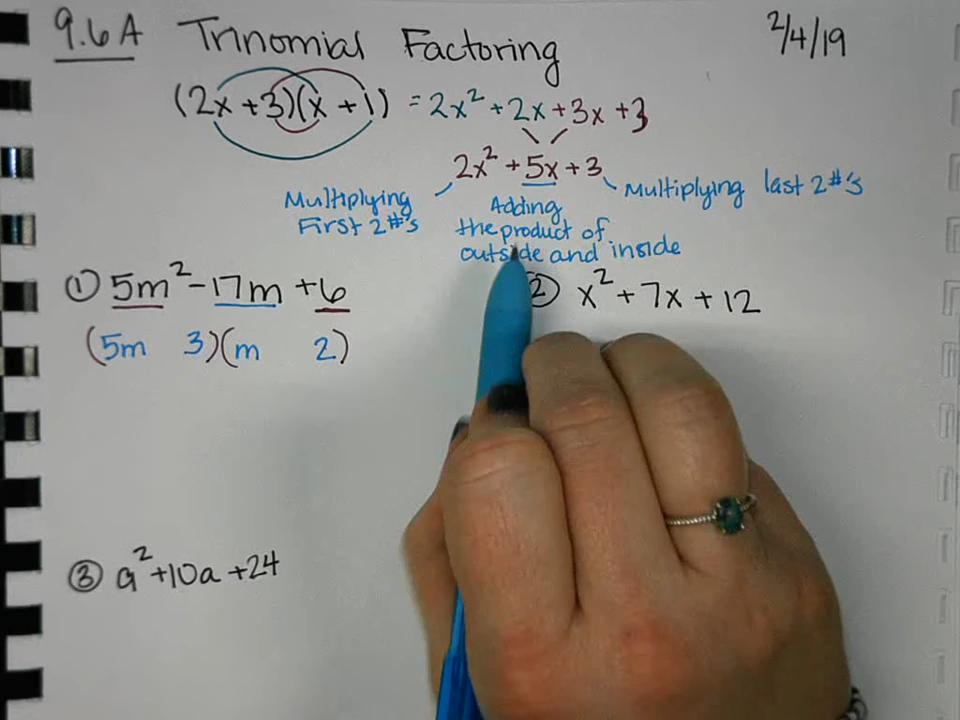 9.6A Trinomial Factoring 2/4/19
(2x + 3)(x + 1) = 2x² + 2x + 3x + 3
2x² + 5x + 3
Multiplying First 2 #'s
Adding the product of outside and inside
Multiplying last 2 #'s
① 5m² - 17m + 6
(5m 3)(m 2)
② x² + 7x + 12
③ a² + 10a + 24